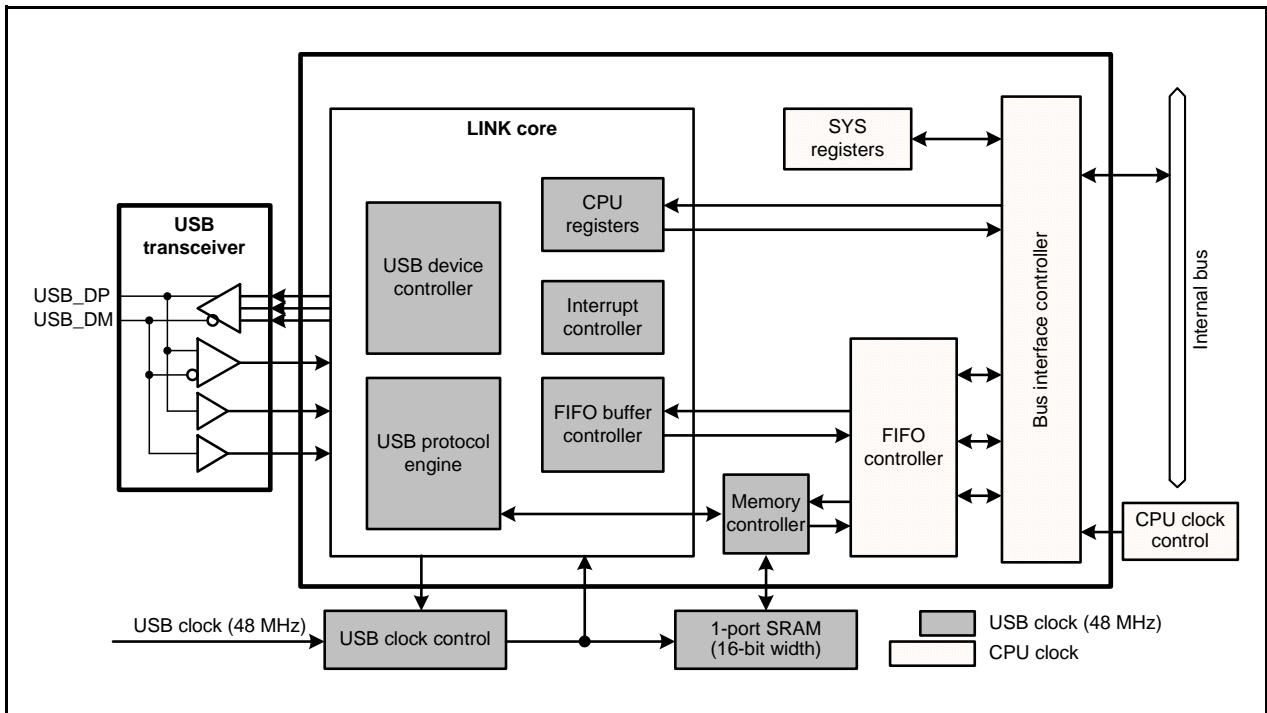 LINK core
SYS
registers
CPU
registers
USB
transceiver
USB device
controller
USB_DP
USB_DM
Interrupt
controller
Internal bus
Bus interface controller
FIFO buffer
controller
USB protocol
engine
FIFO
controller
Memory
controller
CPU clock
control
USB clock (48 MHz)
USB clock control
1-port SRAM
(16-bit width)
USB clock (48 MHz)
CPU clock